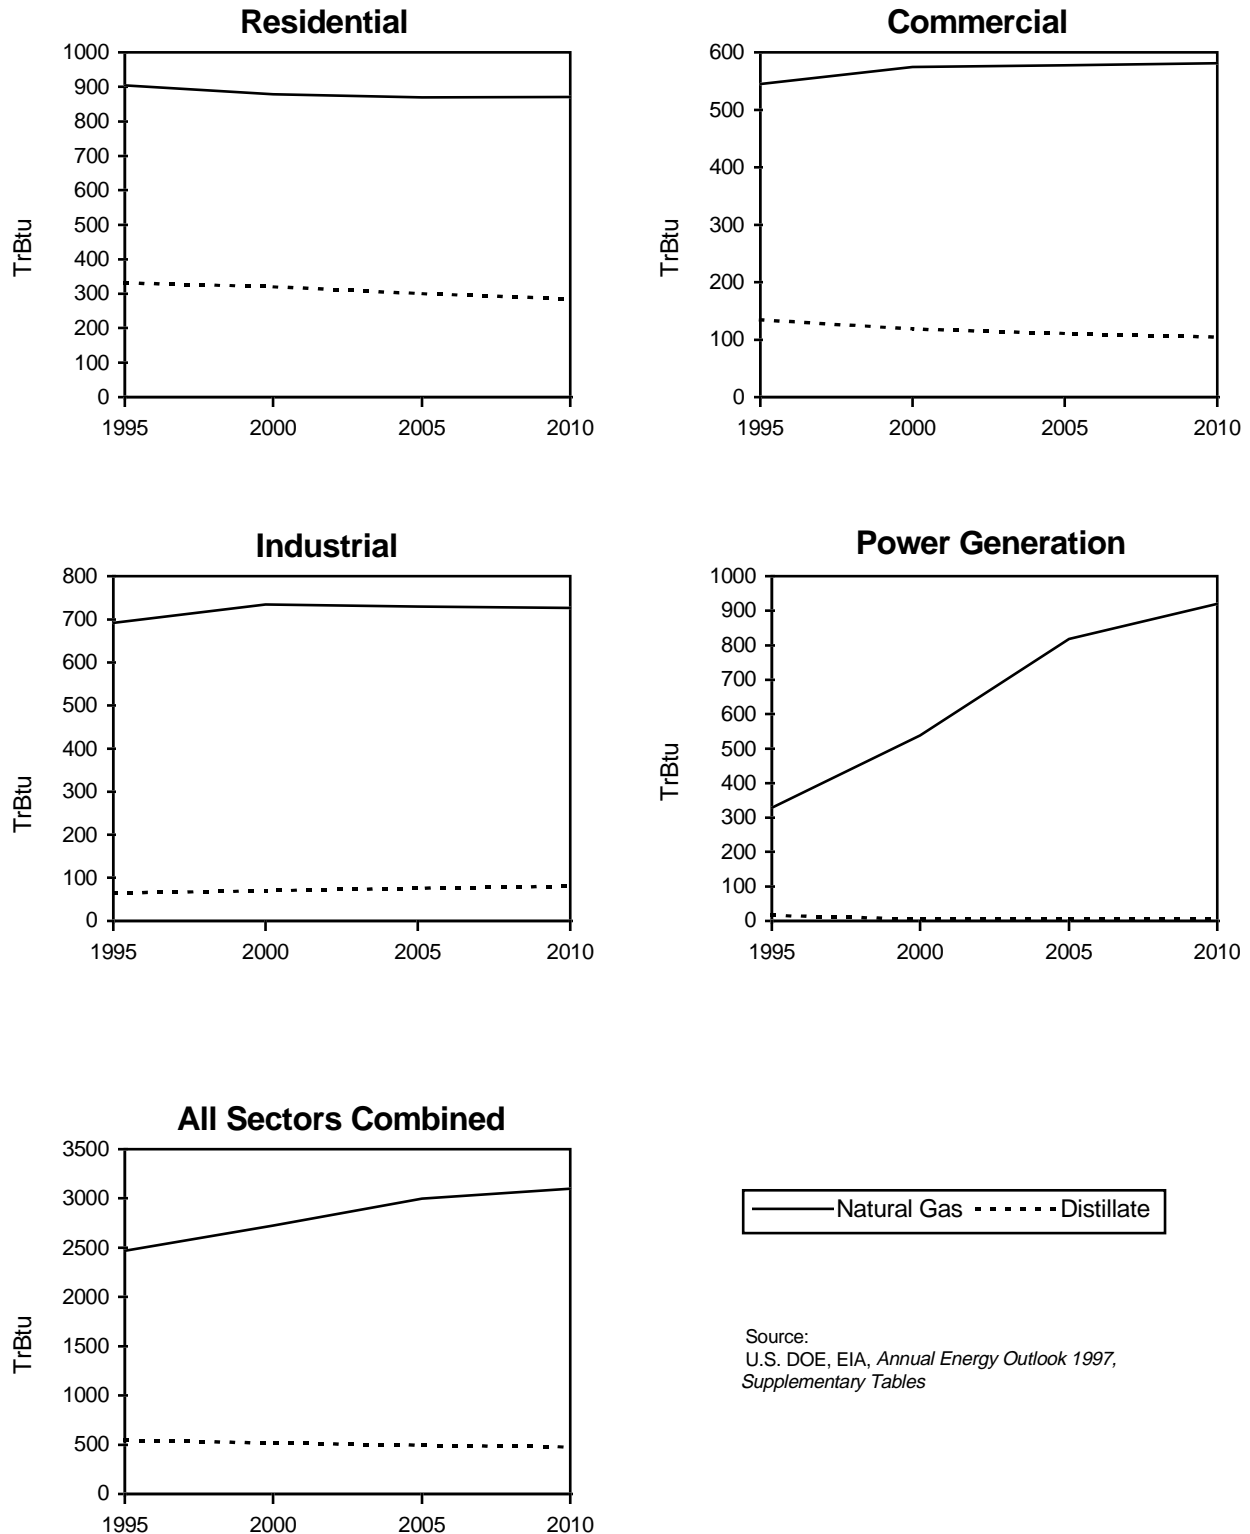 Residential
1000
900
800
700
600
500
400
300
200
100
0
TrBtu
1995 2000 2005 2010
Commercial
600
500
400
300
200
100
0
TrBtu
1995 2000 2005 2010
Industrial
800
700
600
500
400
300
200
100
0
TrBtu
1995 2000 2005 2010
Power Generation
1000
900
800
700
600
500
400
300
200
100
0
TrBtu
1995 2000 2005 2010
All Sectors Combined
3500
3000
2500
2000
1500
1000
500
0
TrBtu
1995 2000 2005 2010
Natural Gas Distillate
Source:
U.S. DOE, EIA, Annual Energy Outlook 1997,
Supplementary Tables